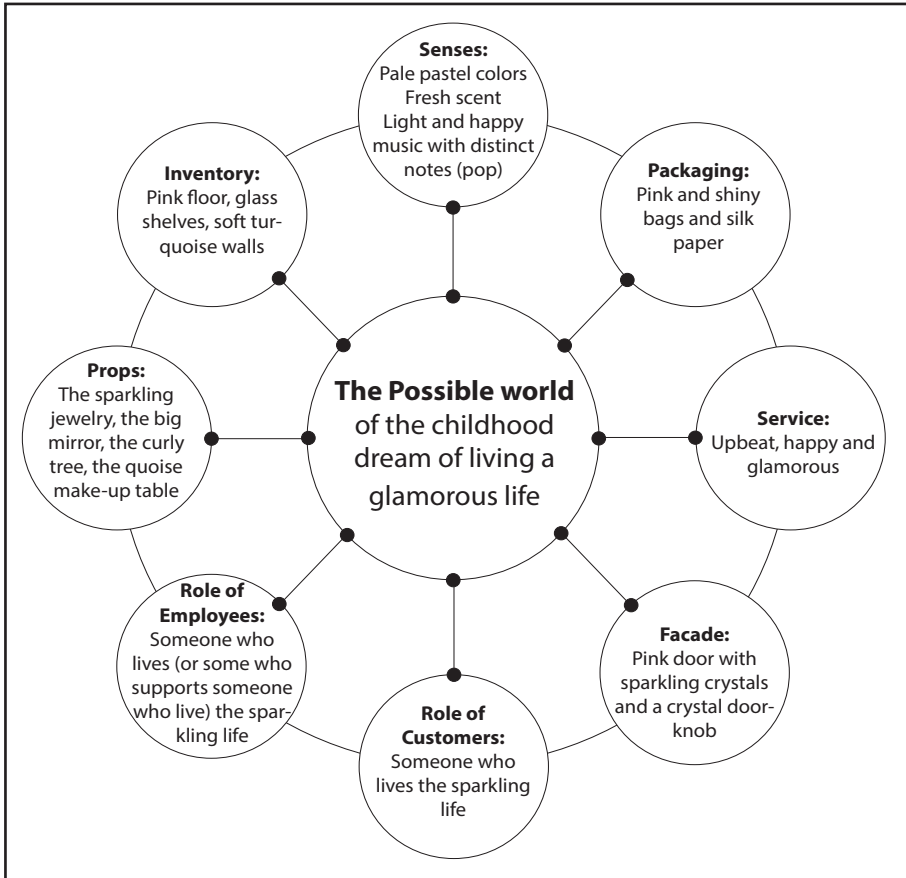 Senses:
Pale pastel colors
Fresh scent
Light and happy
music with distinct
notes (pop)
Packaging:
Pink and shiny
bags and silk
paper
Service:
Upbeat, happy and
glamorous
Facade:
Pink door with
sparkling crystals
and a crystal door-
knob
Role of
Customers:
Someone who
lives the sparkling
life
Role of
Employees:
Someone who
lives (or some who
supports someone
who live) the spar-
kling life
Props:
The sparkling
jewelry, the big
mirror, the curly
tree, the quoise
make-up table
Inventory:
Pink floor, glass
shelves, soft tur-
quoise walls
The Possible world
of the childhood
dream of living a
glamorous life